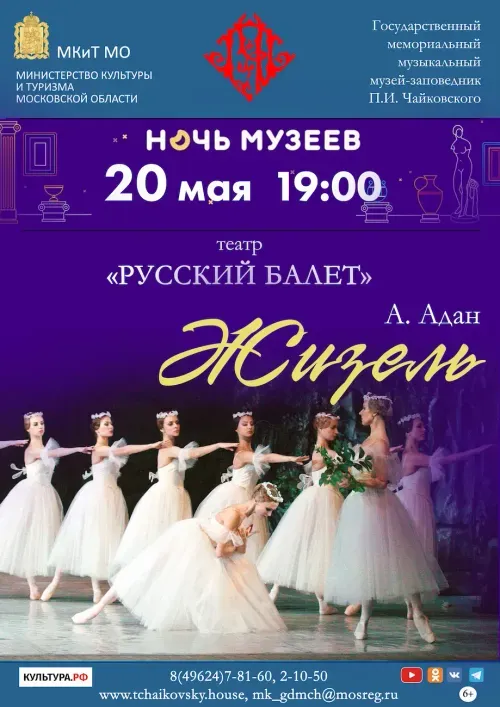 МКиТ МО
МИНИСТЕРСТВО КУЛЬТУРЫ
И ТУРИЗМА
МОСКОВСКОЙ ОБЛАСТИ
Государственный
мемориальный
музыкальный
музей-заповедник
П.И. Чайковского
НОЧЬ МУЗЕЕВ
20 мая 19:00
театр
«РУССКИЙ БАЛЕТ»
А. Адан
Жизель
КУЛЬТУРА.РФ
8(49624)7-81-60, 2-10-50
www.tchaikovsky.house, mk_gdmch@mosreg.ru
6+